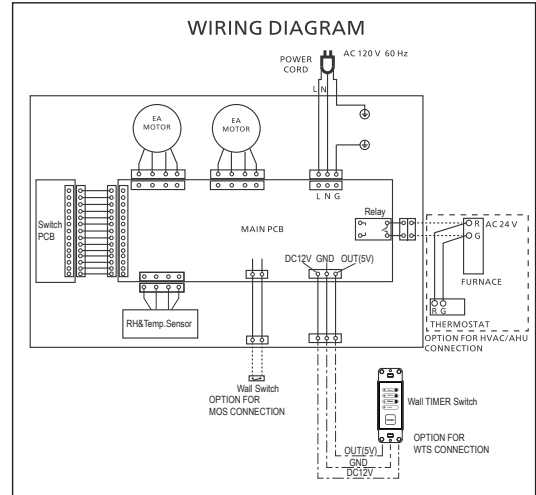 WIRING DIAGRAM
POWER
CORD
AC 120 V 60 Hz
L N
EA
MOTOR
EA
MOTOR
L N G
Switch
PCB
MAIN PCB
Relay
R
AC 24 V
G
FURNACE
DC12V GND OUT(5V)
R G
THERMOSTAT
OPTION FOR HVAC/AHU
CONNECTION
RH&Temp.Sensor
Wall Switch
OPTION FOR
MOS CONNECTION
Wall TIMER Switch
OPTION FOR
WTS CONNECTION
OUT(5V)
GND
DC12V